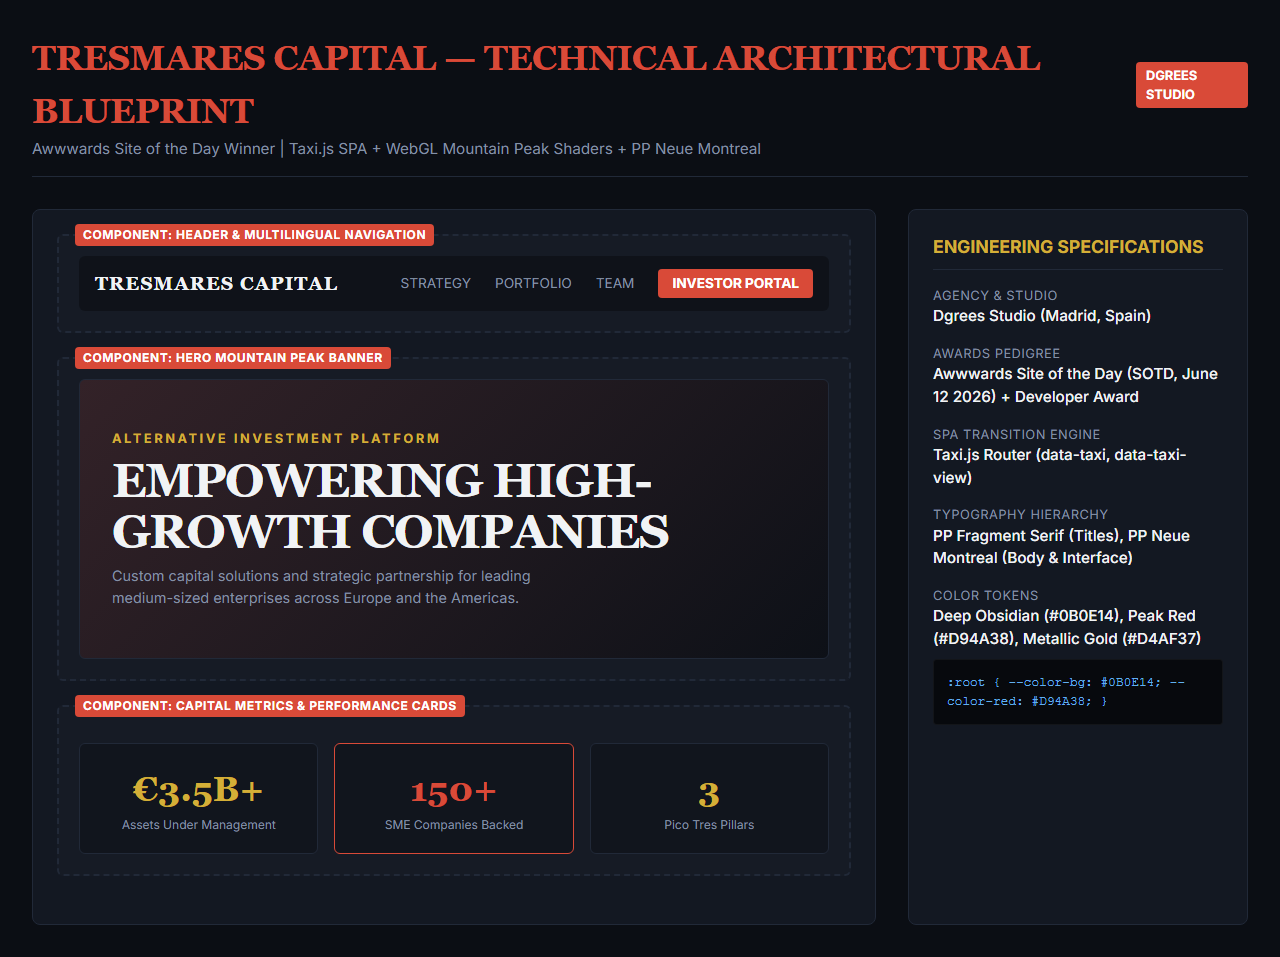 TRESMARES CAPITAL — TECHNICAL ARCHITECTURAL
BLUEPRINT
DGREES
STUDIO
Awwwards Site of the Day Winner | Taxi.js SPA + WebGL Mountain Peak Shaders + PP Neue Montreal
COMPONENT: HEADER & MULTILINGUAL NAVIGATION
TRESMARES CAPITAL
STRATEGY
PORTFOLIO
TEAM
INVESTOR PORTAL
COMPONENT: HERO MOUNTAIN PEAK BANNER
ALTERNATIVE INVESTMENT PLATFORM
EMPOWERING HIGH-
GROWTH COMPANIES
Custom capital solutions and strategic partnership for leading
medium-sized enterprises across Europe and the Americas.
COMPONENT: CAPITAL METRICS & PERFORMANCE CARDS
€3.5B+
Assets Under Management
150+
SME Companies Backed
3
Pico Tres Pillars
ENGINEERING SPECIFICATIONS
AGENCY & STUDIO
Dgrees Studio (Madrid, Spain)
AWARDS PEDIGREE
Awwwards Site of the Day (SOTD, June
12 2026) + Developer Award
SPA TRANSITION ENGINE
Taxi.js Router (data-taxi, data-taxi-
view)
TYPOGRAPHY HIERARCHY
PP Fragment Serif (Titles), PP Neue
Montreal (Body & Interface)
COLOR TOKENS
Deep Obsidian (#0B0E14), Peak Red
(#D94A38), Metallic Gold (#D4AF37)
:root { --color-bg: #0B0E14; --
color-red: #D94A38; }